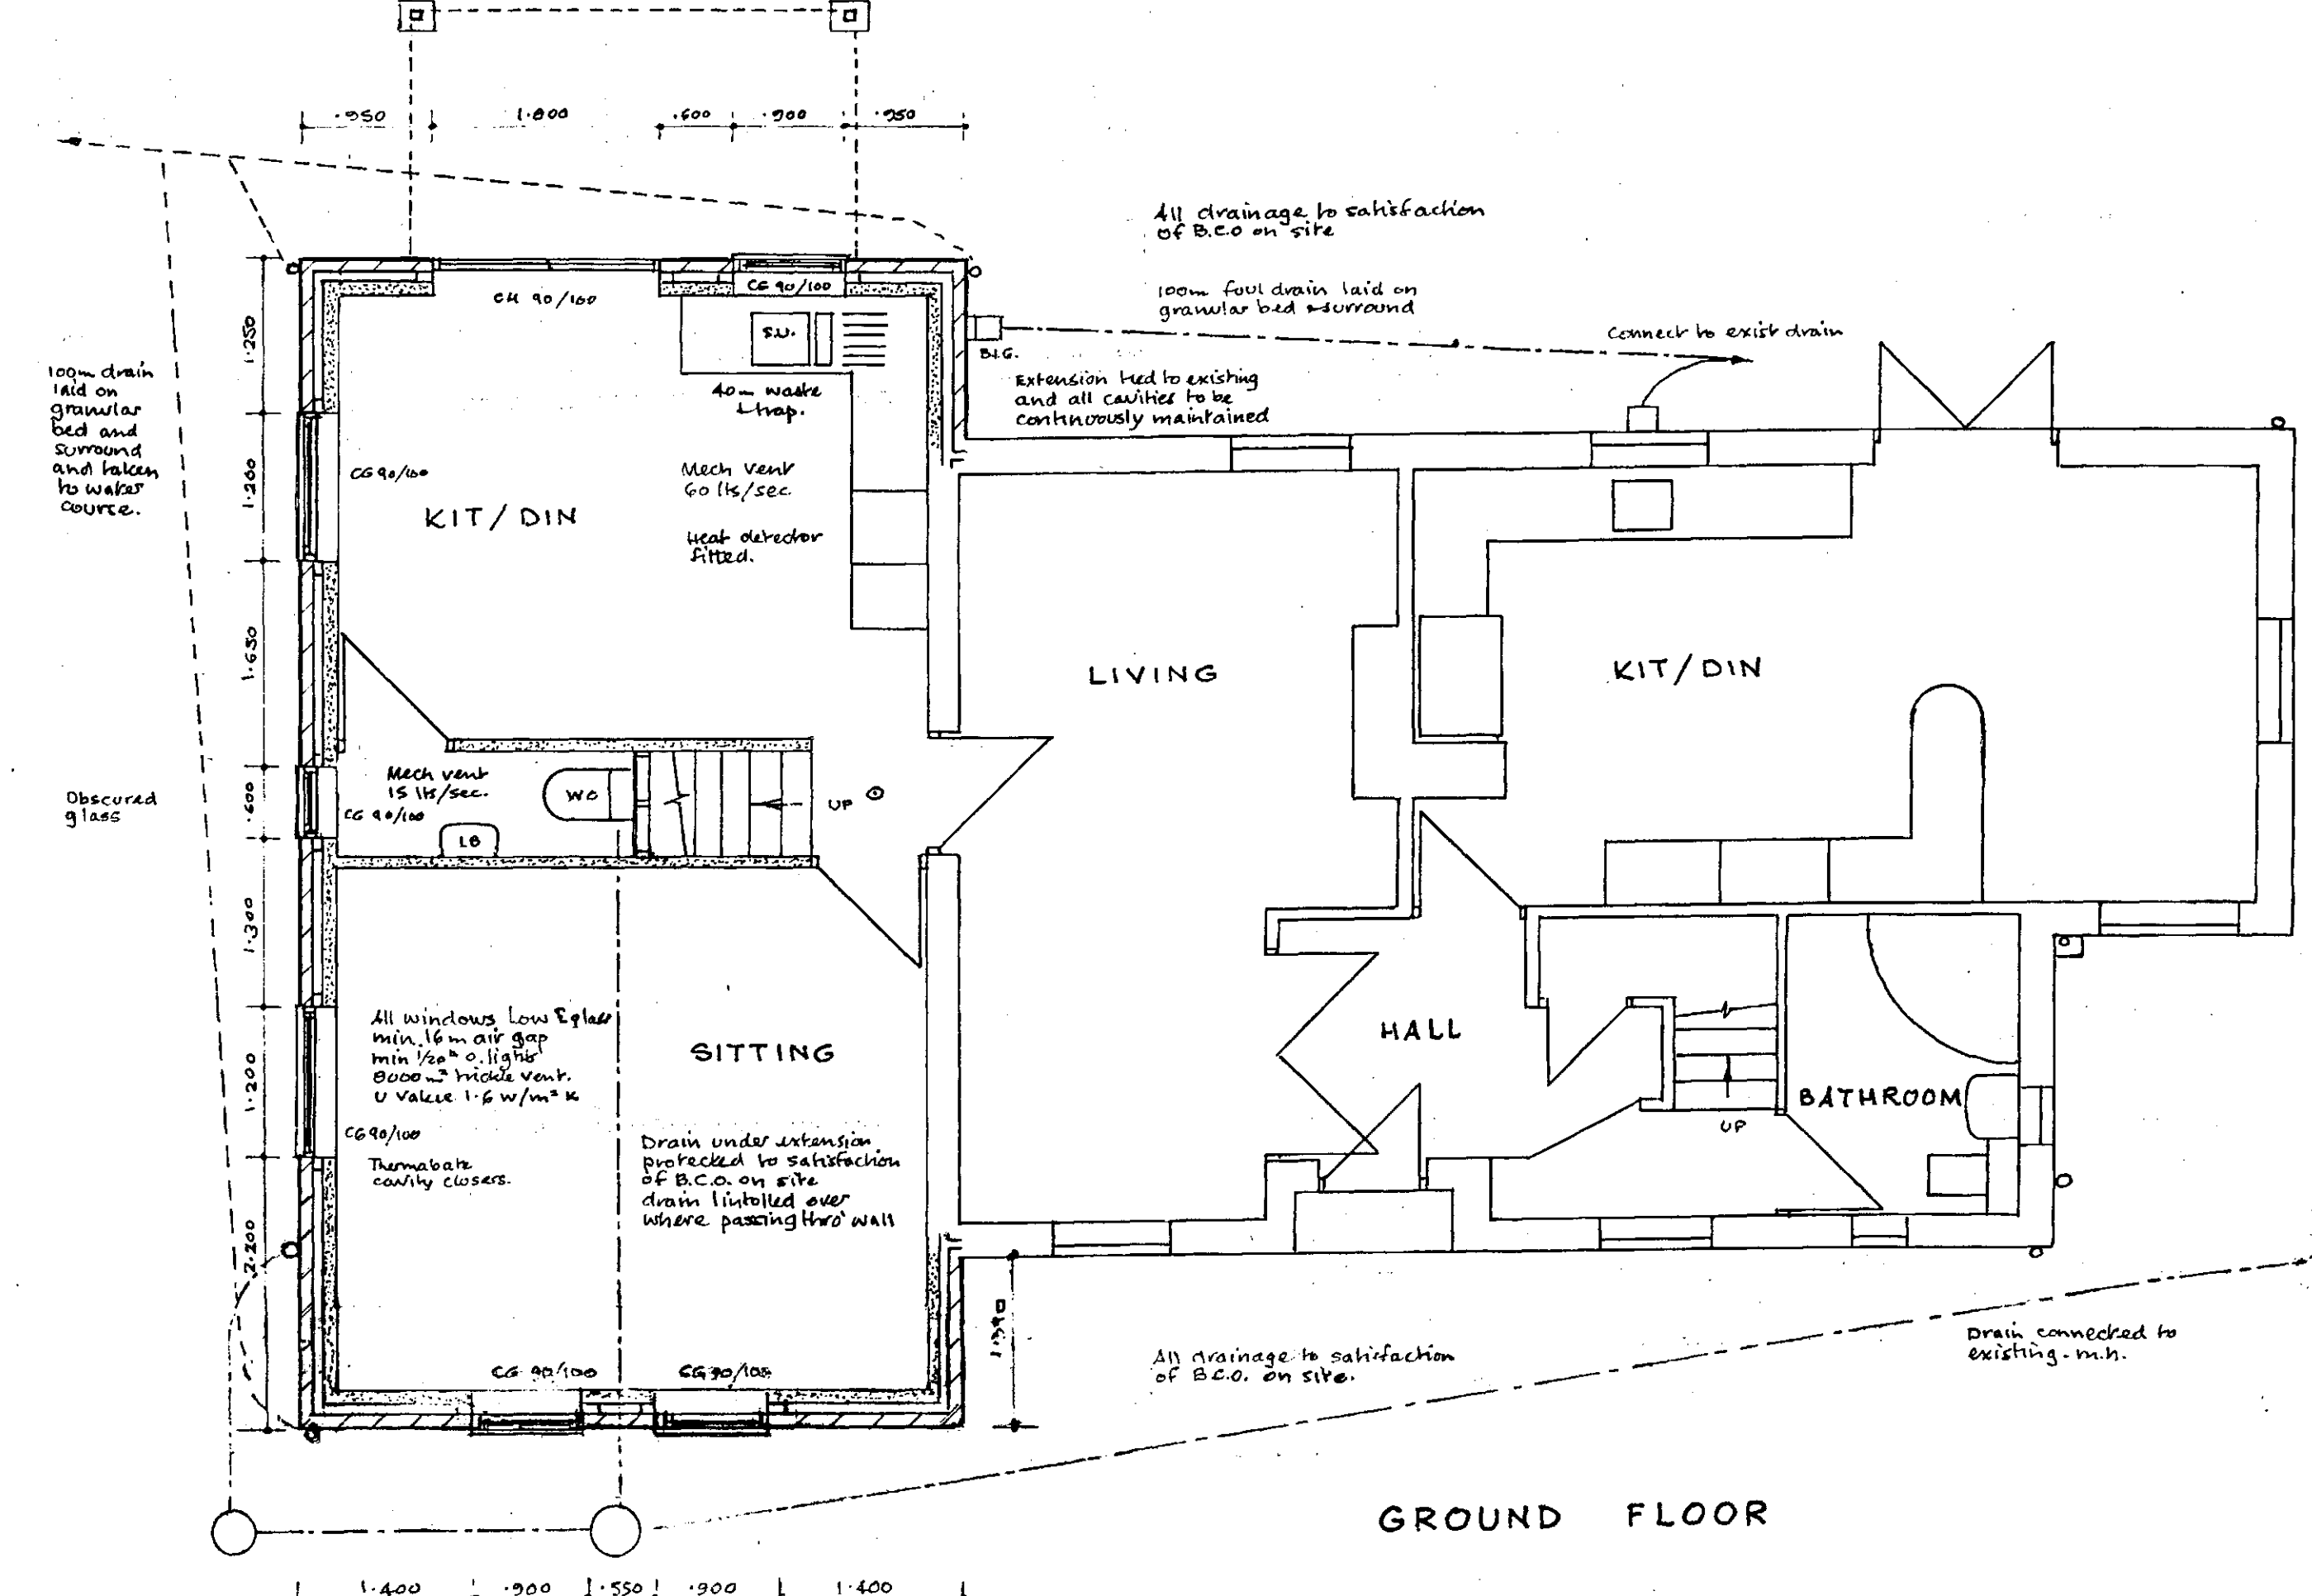 .950 1.800 .600 .900 .950
All drainage to satisfaction
of B.C.O on site
CH 90/100
CG 90/100
100m foul drain laid on
granular bed & surround
Connect to exist drain
S.U.
B.I.G.
1.250
100m drain
laid on
granular
bed and
surround
and taken
to water
course.
40m waste
trap.
Extension tied to existing
and all cavities to be
continuously maintained
1.200
CG 90/100
KIT/DIN
Mech vent
60 lts/sec.
Heat detector
fitted.
1.650
LIVING
KIT/DIN
Obscured
glass
.600
Mech vent
15 lts/sec.
CG 90/100
WC
LB
UP
1.300
All windows Low E glass
min. 16m air gap
min 1/20th o. lights
8000m² trickle vent.
U value 1.6 w/m² K
SITTING
HALL
1.200
BATHROOM
UP
CG 90/100
Thermabate
cavity closers.
Drain under extension
protected to satisfaction
of B.C.O. on site
drain lintolled over
where passing thro' wall
2.200
1.390
CG 90/100
CG 90/100
All drainage to satisfaction
of B.C.O. on site.
Drain connected to
existing m.h.
GROUND FLOOR
1.400 .900 .550 .900 1.400